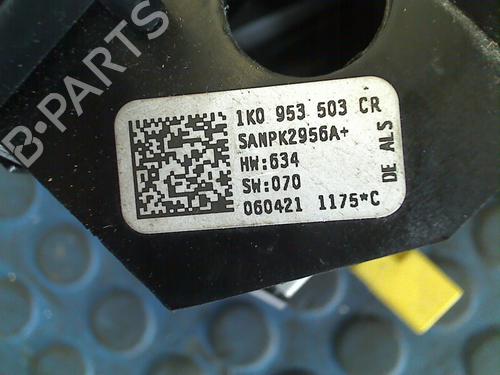 B-PARTS
1K0 953 503 CR
SANPK2956A+
HW:634
SW:070
060421 1175*C
DE ALS